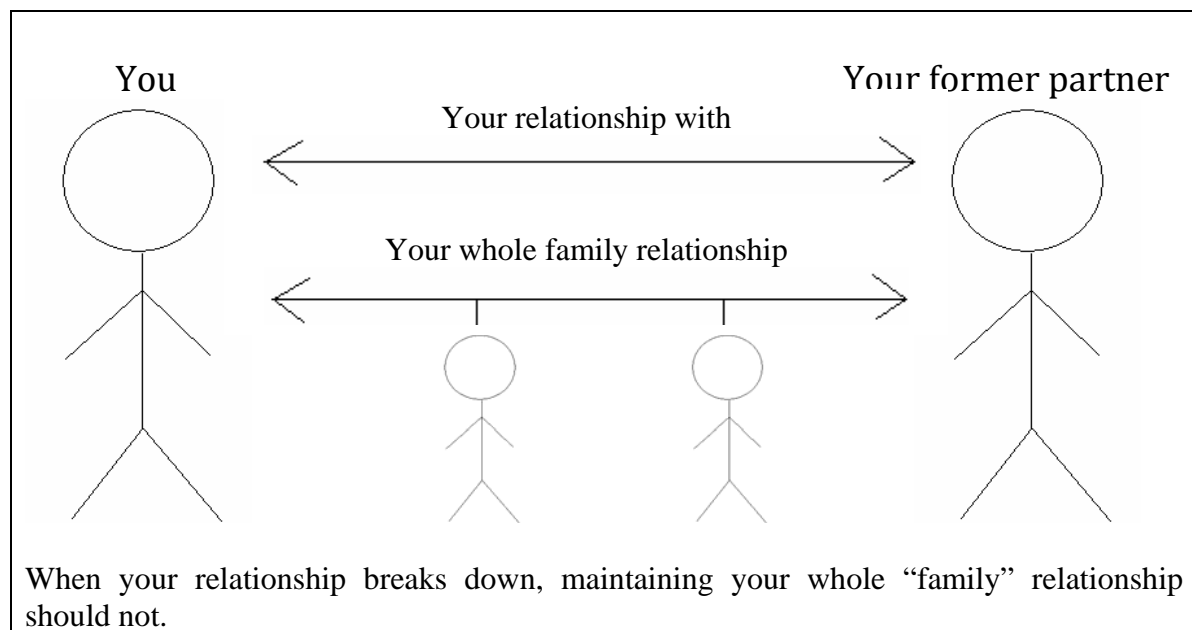 You
Your former partner
Your relationship with
Your whole family relationship
When your relationship breaks down, maintaining your whole “family” relationship
should not.